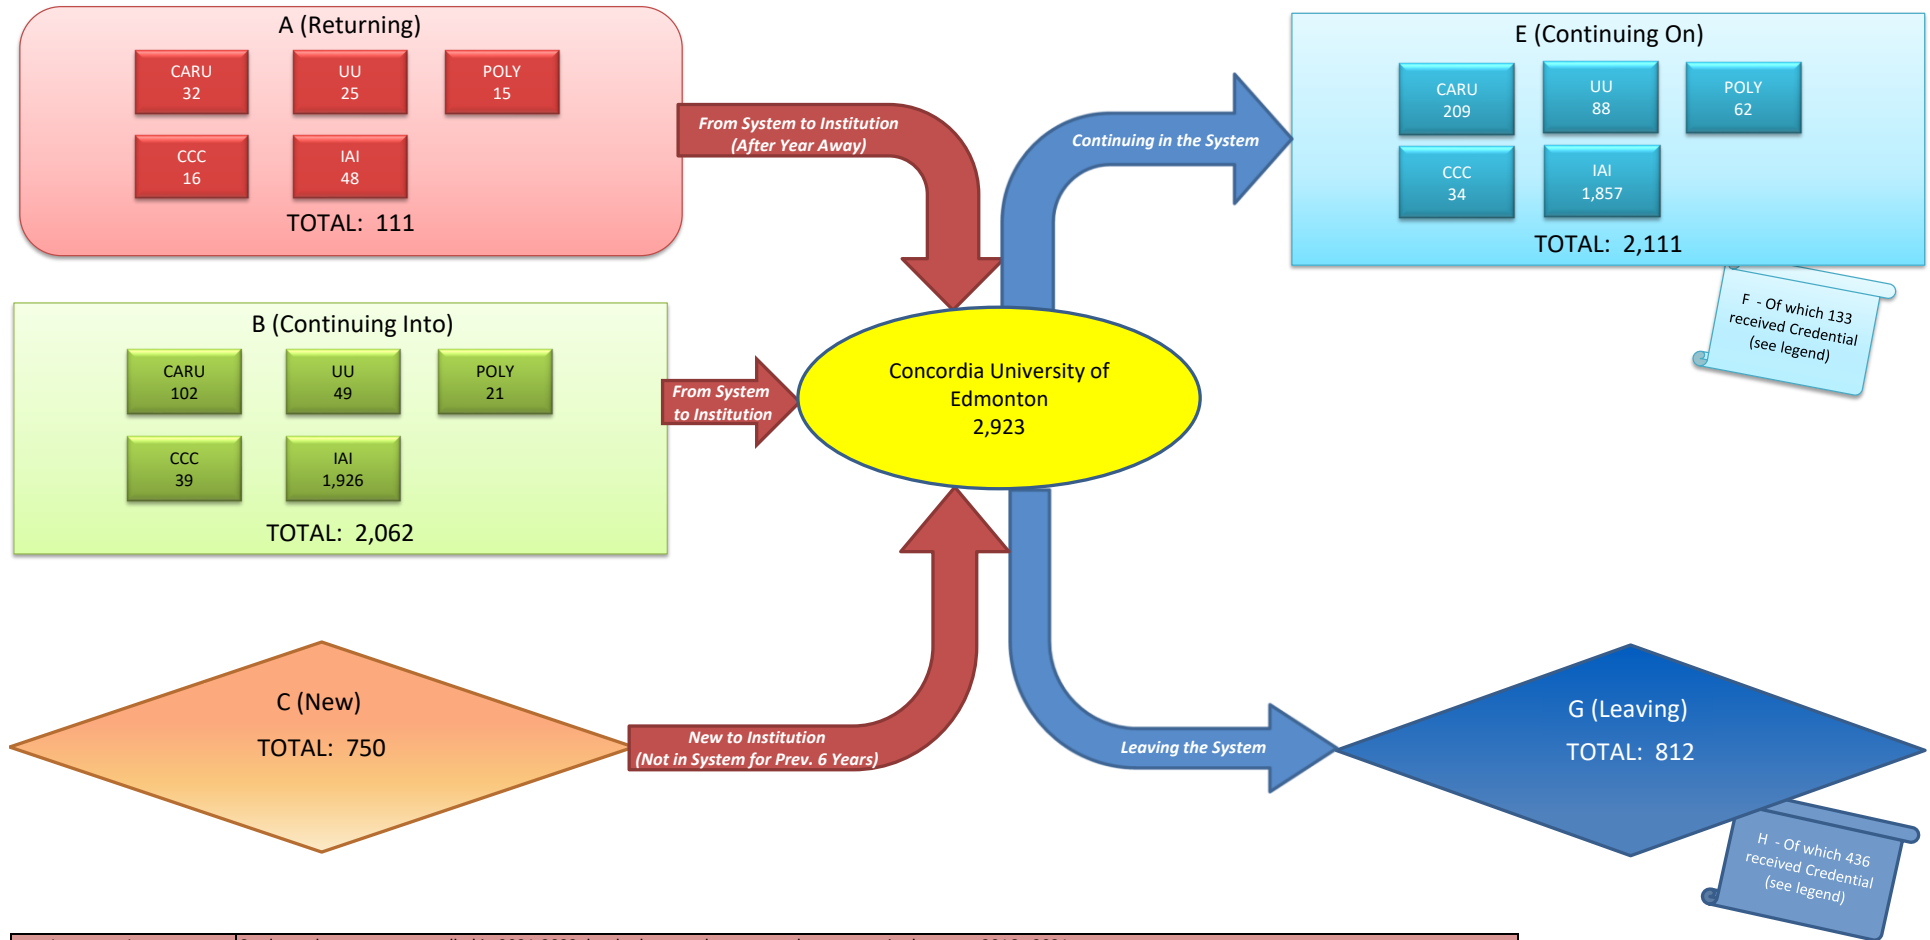 A (Returning)
CARU
32
UU
25
POLY
15
CCC
16
IAI
48
TOTAL: 111
From System to Institution
(After Year Away)
Continuing in the System
E (Continuing On)
CARU
209
UU
88
POLY
62
CCC
34
IAI
1,857
TOTAL: 2,111
F - Of which 133
received Credential
(see legend)
B (Continuing Into)
CARU
102
UU
49
POLY
21
CCC
39
IAI
1,926
TOTAL: 2,062
From System
to Institution
Concordia University of
Edmonton
2,923
C (New)
TOTAL: 750
New to Institution
(Not in System for Prev. 6 Years)
Leaving the System
G (Leaving)
TOTAL: 812
H - Of which 436
received Credential
(see legend)